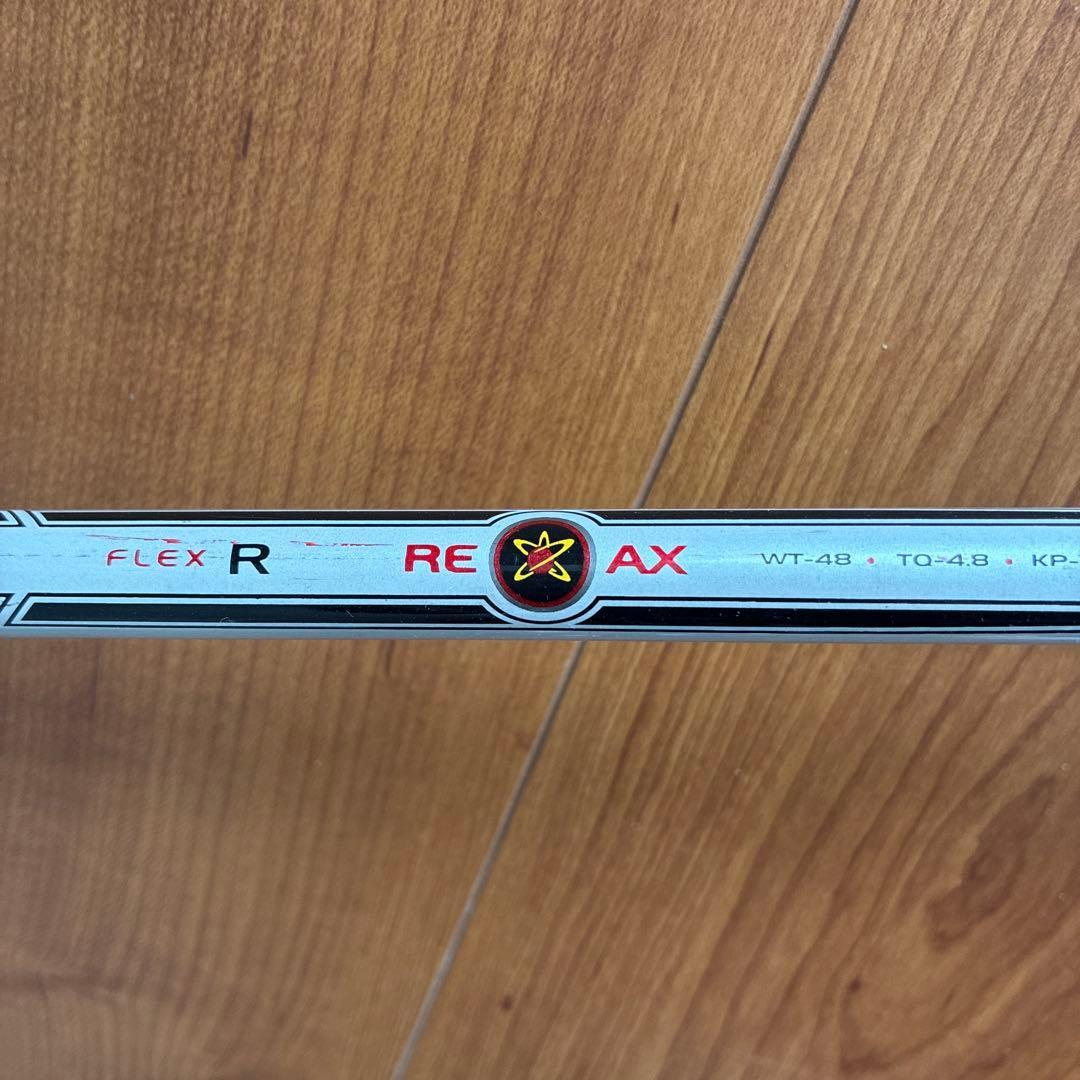 FLEX R RE AX WT-48 • TQ-4.8 • KP-